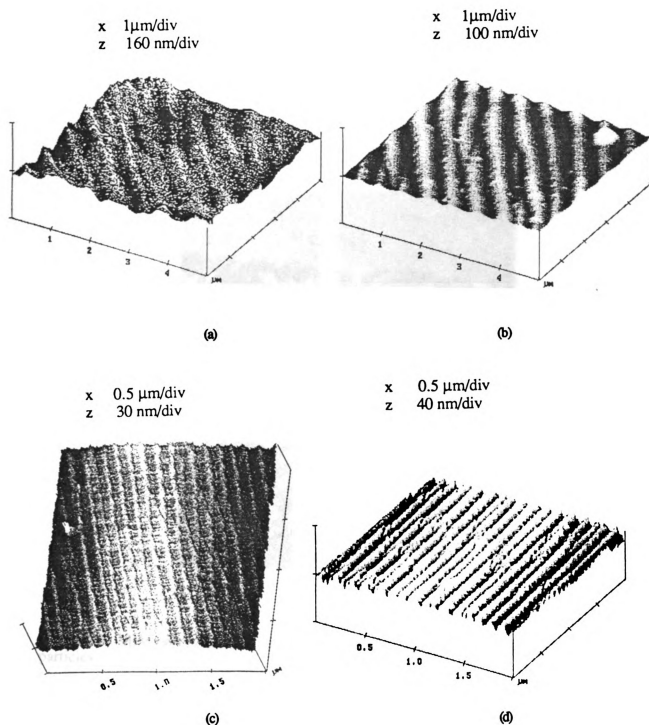 x 1µm/div
z 160 nm/div
x 1µm/div
z 100 nm/div
1 2 3 4 µm
1 2 3 4 µm
(a)
(b)
x 0.5 µm/div
z 30 nm/div
x 0.5 µm/div
z 40 nm/div
0.5 1.0 1.5 µm
0.5 1.0 1.5 µm
(c)
(d)